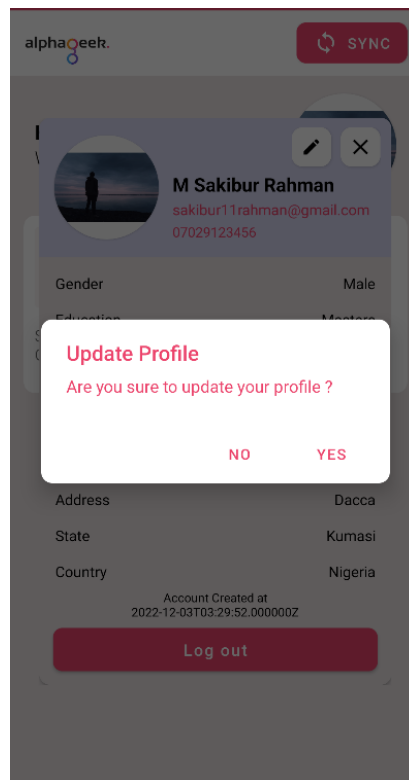 alphageek.
SYNC
M Sakibur Rahman
sakibur11rahman@gmail.com
07029123456
Gender Male
Education Masters
Update Profile
Are you sure to update your profile ?
NO YES
Address Dacca
State Kumasi
Country Nigeria
Account Created at
2022-12-03T03:29:52.000000Z
Log out